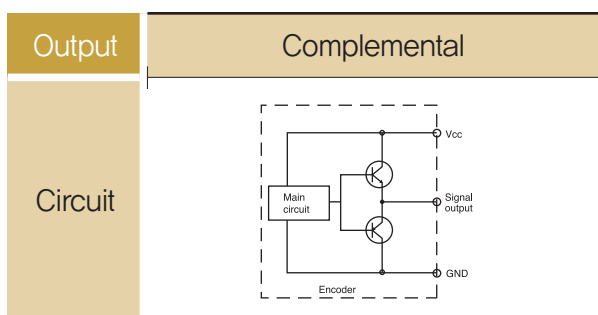 Output
Complemental
Circuit
Vcc
Main
circuit
Signal
output
GND
Encoder